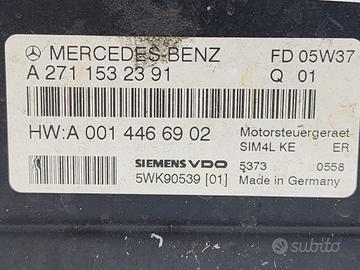 MERCEDES-BENZ FD 05W37
A 271 153 23 91 Q 01
HW:A 001 446 69 02 Motorsteuergeraet
SIM4L KE ER
SIEMENS VDO 5373 0558
5WK90539 [01] Made in Germany
subito